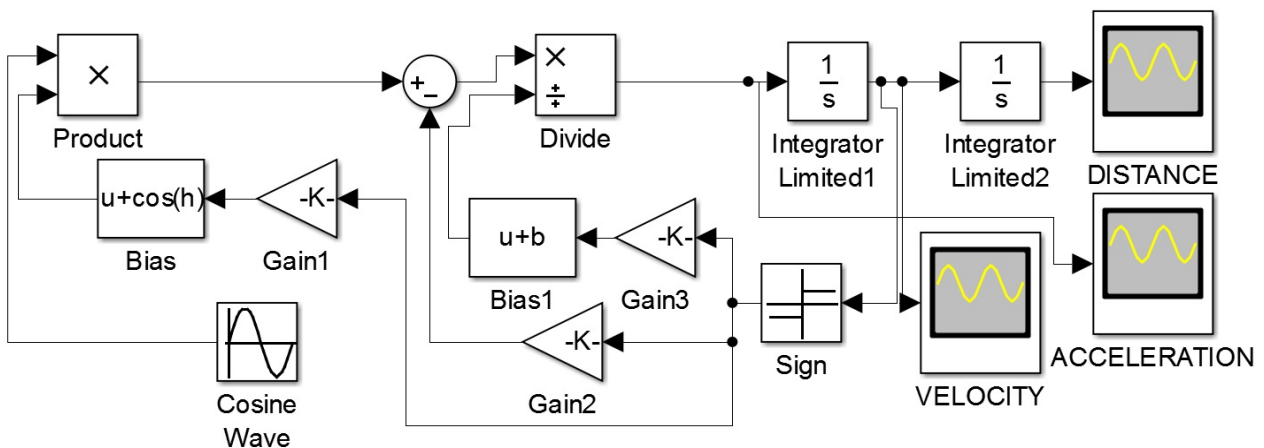 ×
Product
+
−
×
÷
Divide
1
s
Integrator
Limited1
1
s
Integrator
Limited2
DISTANCE
u+cos(h)
Bias
-K-
Gain1
u+b
Bias1
-K-
Gain3
-K-
Gain2
Sign
VELOCITY
ACCELERATION
Cosine
Wave